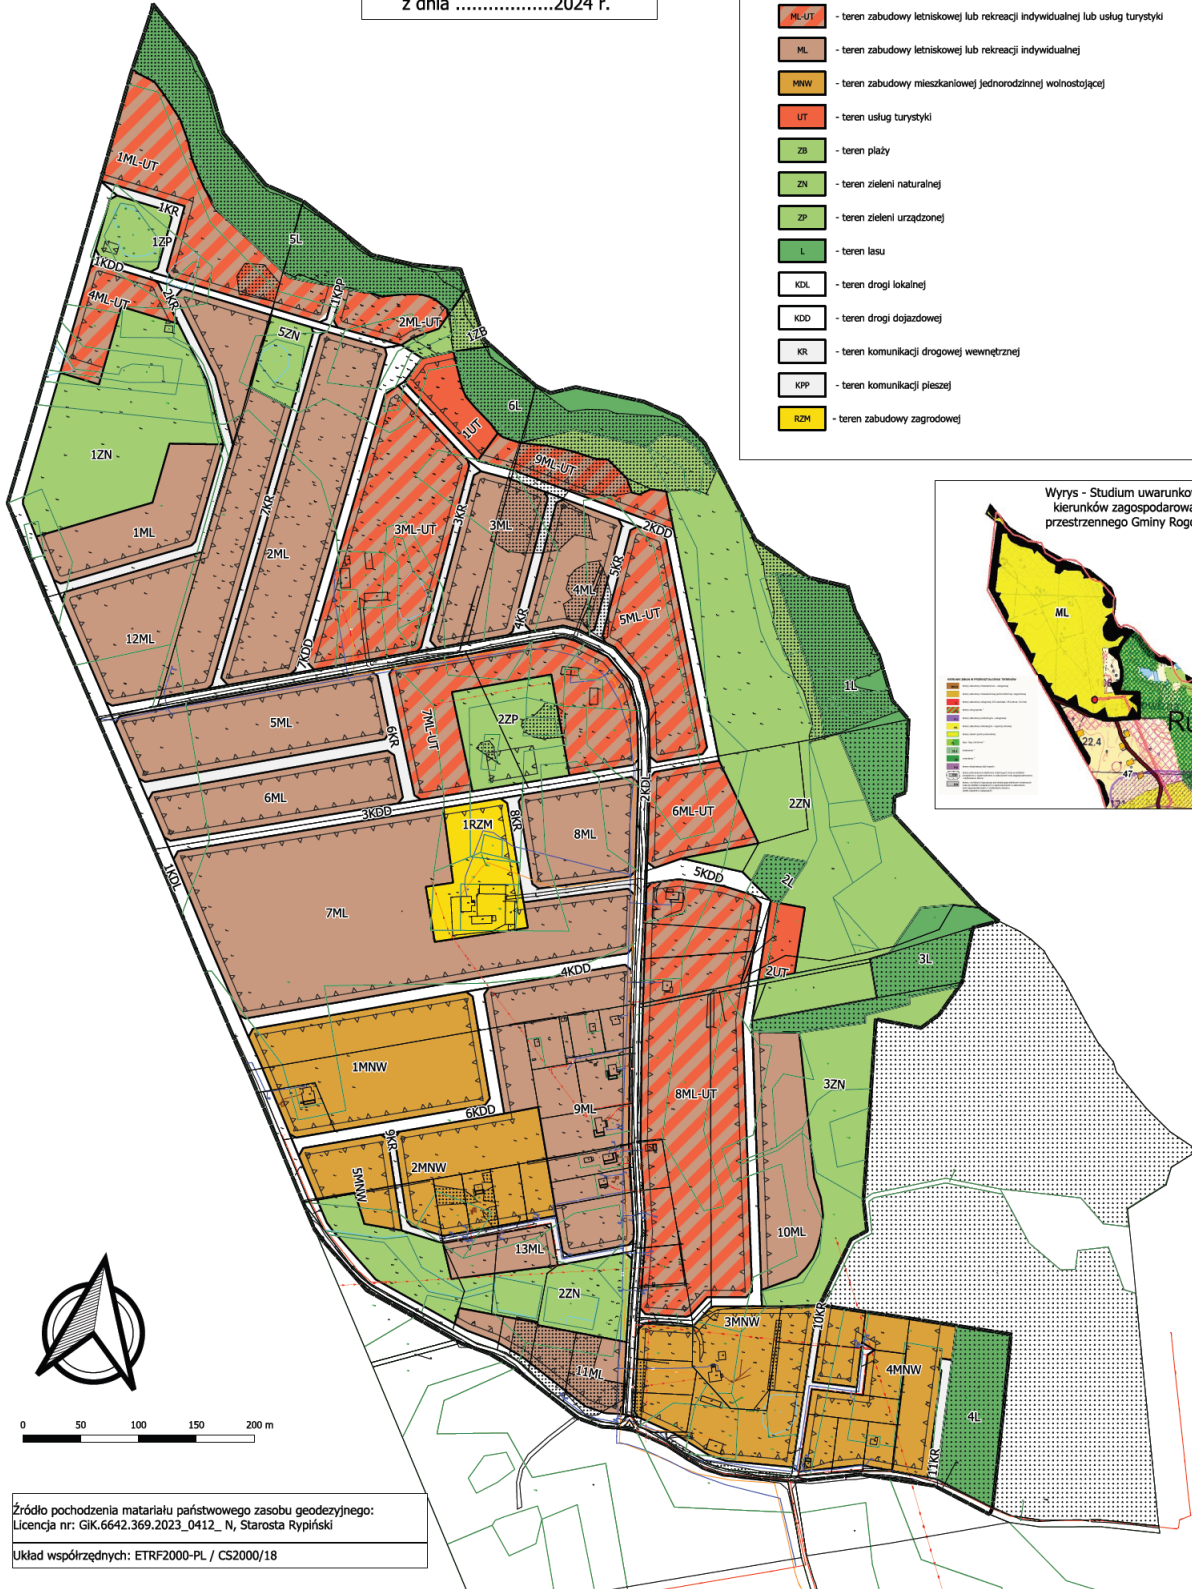 z dnia ..................2024 r.
ML-UT - teren zabudowy letniskowej lub rekreacji indywidualnej lub usług turystyki
ML - teren zabudowy letniskowej lub rekreacji indywidualnej
MNW - teren zabudowy mieszkaniowej jednorodzinnej wolnostojącej
UT - teren usług turystyki
ZB - teren plaży
ZN - teren zieleni naturalnej
ZP - teren zieleni urządzonej
L - teren lasu
KDL - teren drogi lokalnej
KDD - teren drogi dojazdowej
KR - teren komunikacji drogowej wewnętrznej
KPP - teren komunikacji pieszej
RZM - teren zabudowy zagrodowej
Wyrys - Studium uwarunko
kierunków zagospodarowa
przestrzennego Gminy Rogo
ML
22.4
47
1ML-UT
1KR
1ZP
5L
1KDD
4ML-UT
2KR
1KPP
2ML-UT
5ZN
1ZB
6L
1UT
1ZN
9ML-UT
1ML
7KR
2ML
3ML-UT
3KR
3ML
2KDD
5KR
4ML
5ML-UT
4KR
12ML
7KDD
1L
5ML
6KR
7ML-UT
2ZP
2KDL
6ML
3KDD
1RZM
8KR
8ML
6ML-UT
2ZN
1KDL
5KDD
2L
7ML
2UT
3L
4KDD
1MNW
9ML
8ML-UT
3ZN
6KDD
9KR
5MNW
2MNW
10ML
13ML
2ZN
3MNW
10KR
11ML
4MNW
4L
11KR
0 50 100 150 200 m
Źródło pochodzenia matariału państwowego zasobu geodezyjnego:
Licencja nr: GiK.6642.369.2023_0412_ N, Starosta Rypiński
Układ współrzędnych: ETRF2000-PL / CS2000/18